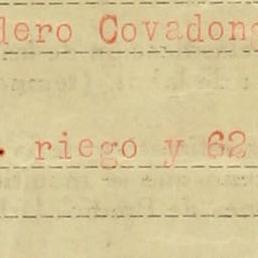 dero Covadong
. riego y 62